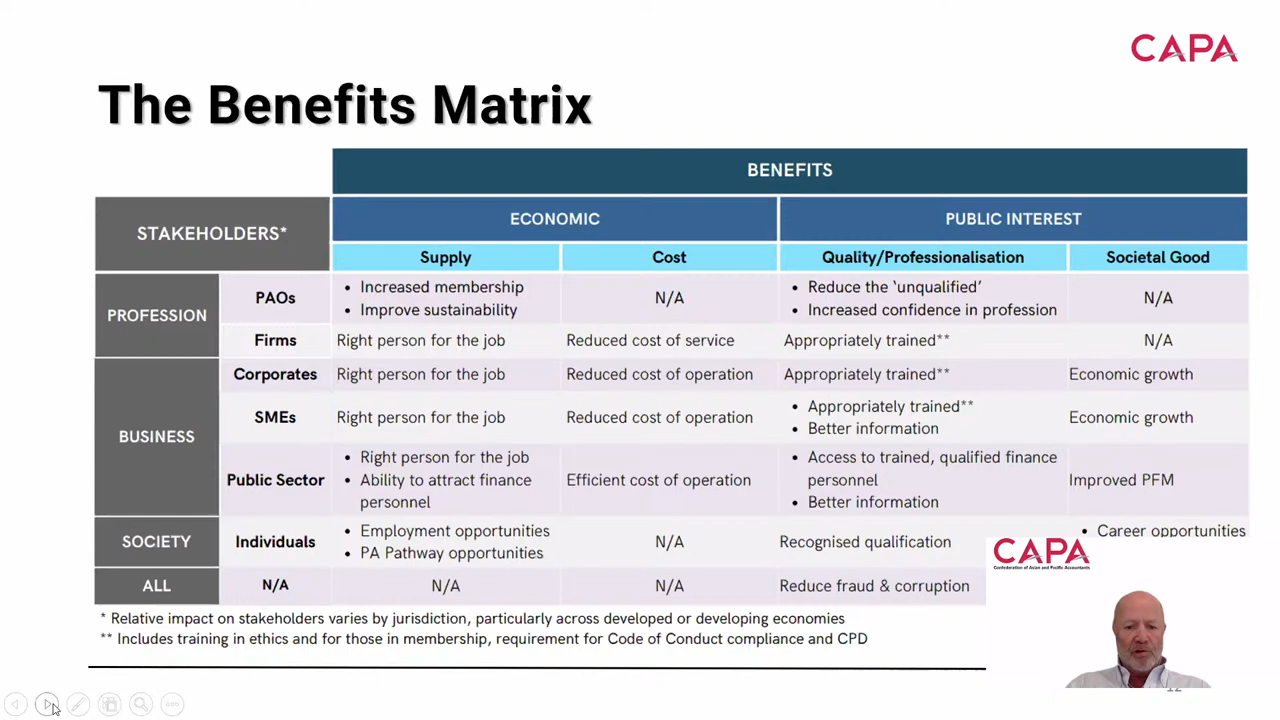 CAPA
The Benefits Matrix
BENEFITS
STAKEHOLDERS*
ECONOMIC
PUBLIC INTEREST
Supply
Cost
Quality/Professionalisation
Societal Good
PROFESSION
PAOs
• Increased membership
• Improve sustainability
N/A
• Reduce the ‘unqualified’
• Increased confidence in profession
N/A
Firms
Right person for the job
Reduced cost of service
Appropriately trained**
N/A
BUSINESS
Corporates
Right person for the job
Reduced cost of operation
Appropriately trained**
Economic growth
SMEs
Right person for the job
Reduced cost of operation
• Appropriately trained**
• Better information
Economic growth
Public Sector
• Right person for the job
• Ability to attract finance
personnel
Efficient cost of operation
• Access to trained, qualified finance
personnel
• Better information
Improved PFM
SOCIETY
Individuals
• Employment opportunities
• PA Pathway opportunities
N/A
Recognised qualification
• Career opportunities
ALL
N/A
N/A
N/A
Reduce fraud & corruption
CAPA
Confederation of Asian and Pacific Accountants
* Relative impact on stakeholders varies by jurisdiction, particularly across developed or developing economies
** Includes training in ethics and for those in membership, requirement for Code of Conduct compliance and CPD